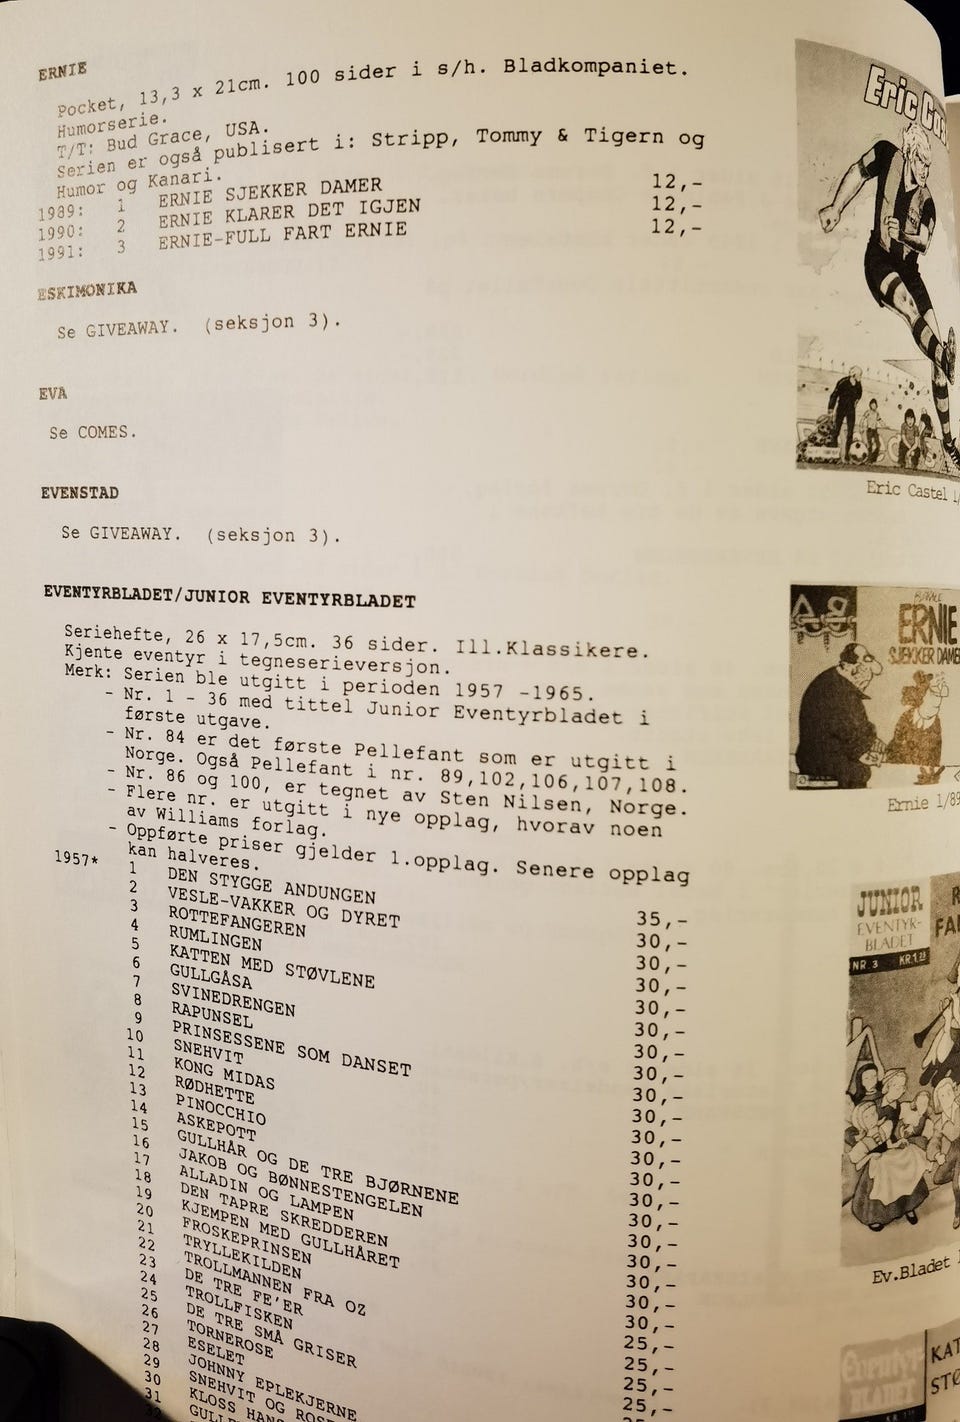 ERNIE
Pocket, 13,3 x 21cm. 100 sider i s/h. Bladkompaniet.
Humorserie.
T/T: Bud Grace, USA.
Serien er også publisert i: Stripp, Tommy & Tigern og
Humor og Kanari.
1989: 1 ERNIE SJEKKER DAMER 12,-
1990: 2 ERNIE KLARER DET IGJEN 12,-
1991: 3 ERNIE-FULL FART ERNIE 12,-
ESKIMONIKA
Se GIVEAWAY. (seksjon 3).
EVA
Se COMES.
EVENSTAD
Se GIVEAWAY. (seksjon 3).
EVENTYRBLADET/JUNIOR EVENTYRBLADET
Seriehefte, 26 x 17,5cm. 36 sider. Ill.Klassikere.
Kjente eventyr i tegneserieversjon.
Merk: Serien ble utgitt i perioden 1957 -1965.
- Nr. 1 - 36 med tittel Junior Eventyrbladet i
første utgave.
- Nr. 84 er det første Pellefant som er utgitt i
Norge. Også Pellefant i nr. 89,102,106,107,108.
- Nr. 86 og 100, er tegnet av Sten Nilsen, Norge.
- Flere nr. er utgitt i nye opplag, hvorav noen
av Williams forlag.
- Oppførte priser gjelder 1.opplag. Senere opplag
kan halveres.
1957* 1 DEN STYGGE ANDUNGEN 35,-
2 VESLE-VAKKER OG DYRET 30,-
3 ROTTEFANGEREN 30,-
4 RUMLINGEN 30,-
5 KATTEN MED STØVLENE 30,-
6 GULLGÅSA 30,-
7 SVINEDRENGEN 30,-
8 RAPUNSEL 30,-
9 PRINSESSENE SOM DANSET 30,-
10 SNEHVIT 30,-
11 KONG MIDAS 30,-
12 RØDHETTE 30,-
13 PINOCCHIO 30,-
14 ASKEPOTT 30,-
15 GULLHÅR OG DE TRE BJØRNENE 30,-
16 JAKOB OG BØNNESTENGELEN 30,-
17 ALLADIN OG LAMPEN 30,-
18 DEN TAPRE SKREDDEREN 30,-
19 KJEMPEN MED GULLHÅRET 30,-
20 FROSKEPRINSEN 30,-
21 TRYLLEKILDEN 25,-
22 TROLLMANNEN FRA OZ 25,-
23 DE TRE FE'ER 25,-
24 TROLLFISKEN 25,-
25 DE TRE SMÅ GRISER
26 TORNEROSE
27 ESELET
28 JOHNNY EPLEKJERNE
29 SNEHVIT OG
30 KLOSS
31
Eric
Eric Castel 1/
ERNIE
SJEKKER DAMER
Ernie 1/89
JUNIOR
EVENTYR-
BLADET
NR. 3 KR 1,25
Ev.Bladet
Eventyr
BLADET
KAT
STØ